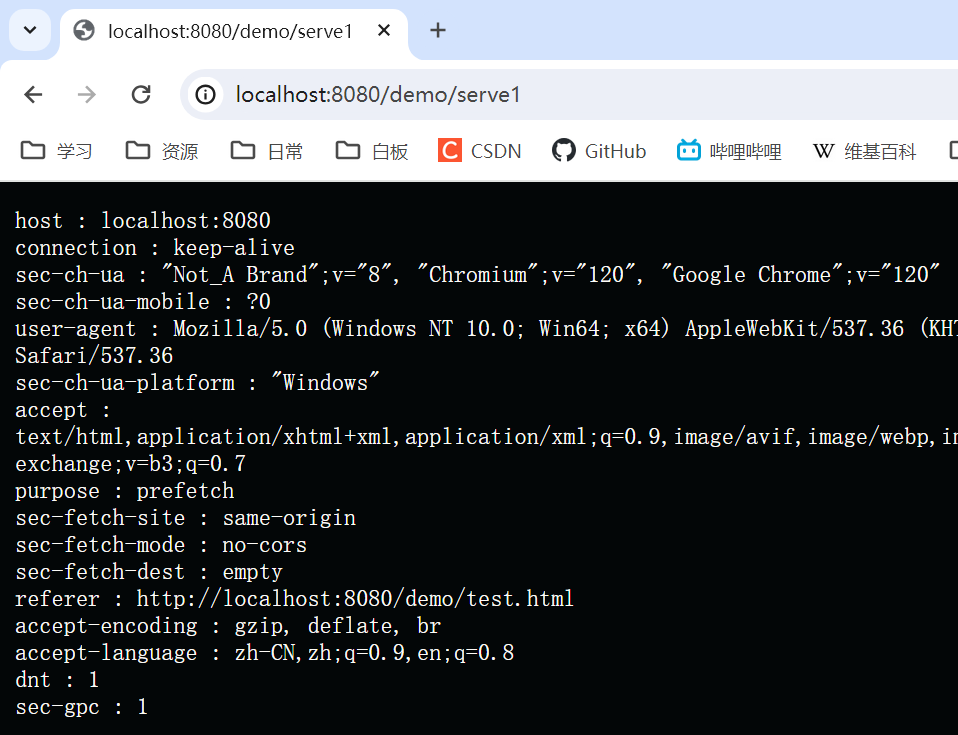 localhost:8080/demo/serve1
localhost:8080/demo/serve1
学习 资源 日常 白板 CSDN GitHub 哔哩哔哩 W 维基百科
host : localhost:8080
connection : keep-alive
sec-ch-ua : "Not_A Brand";v="8", "Chromium";v="120", "Google Chrome";v="120"
sec-ch-ua-mobile : ?0
user-agent : Mozilla/5.0 (Windows NT 10.0; Win64; x64) AppleWebKit/537.36
Safari/537.36
sec-ch-ua-platform : "Windows"
accept :
text/html,application/xhtml+xml,application/xml;q=0.9,image/avif,image/webp,
exchange;v=b3;q=0.7
purpose : prefetch
sec-fetch-site : same-origin
sec-fetch-mode : no-cors
sec-fetch-dest : empty
referer : http://localhost:8080/demo/test.html
accept-encoding : gzip, deflate, br
accept-language : zh-CN,zh;q=0.9,en;q=0.8
dnt : 1
sec-gpc : 1